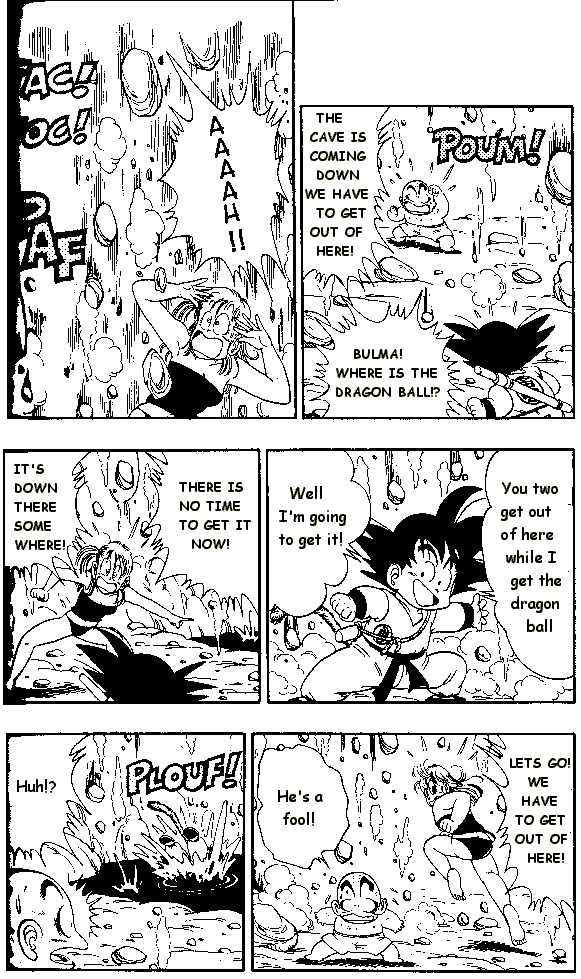 TAC!
OC!
AF
A
A
A
A
H
!!
THE
CAVE IS
COMING
DOWN
WE HAVE
TO GET
OUT OF
HERE!
POUM!
BULMA!
WHERE IS THE
DRAGON BALL!?
IT'S
DOWN
THERE
SOME
WHERE!
THERE IS
NO TIME
TO GET IT
NOW!
Well
I'm going
to get it!
You two
get out
of here
while I
get the
dragon
ball
Huh!?
PLOUF!
He's a
fool!
LETS GO!
WE
HAVE
TO GET
OUT OF
HERE!